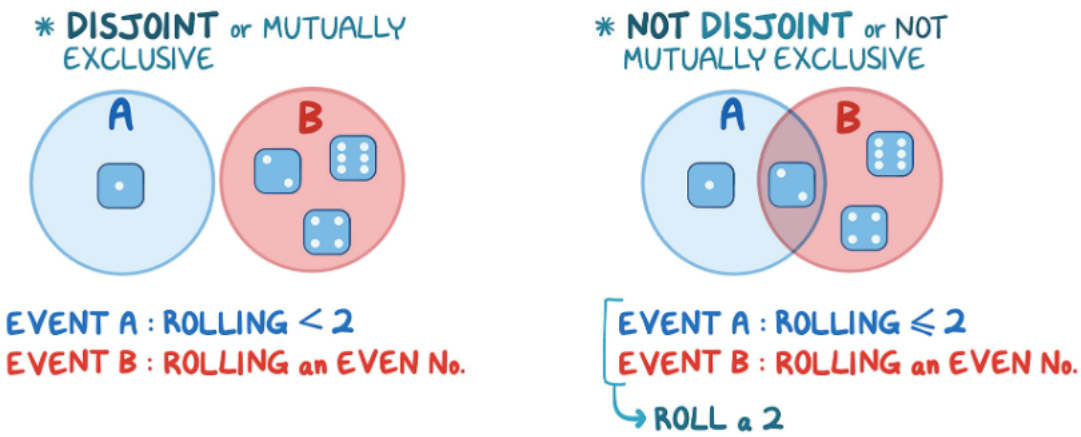 * DISJOINT or MUTUALLY
EXCLUSIVE
A
B
EVENT A : ROLLING < 2
EVENT B : ROLLING an EVEN No.
* NOT DISJOINT or NOT
MUTUALLY EXCLUSIVE
A
B
EVENT A : ROLLING ⩽ 2
EVENT B : ROLLING an EVEN No.
ROLL a 2